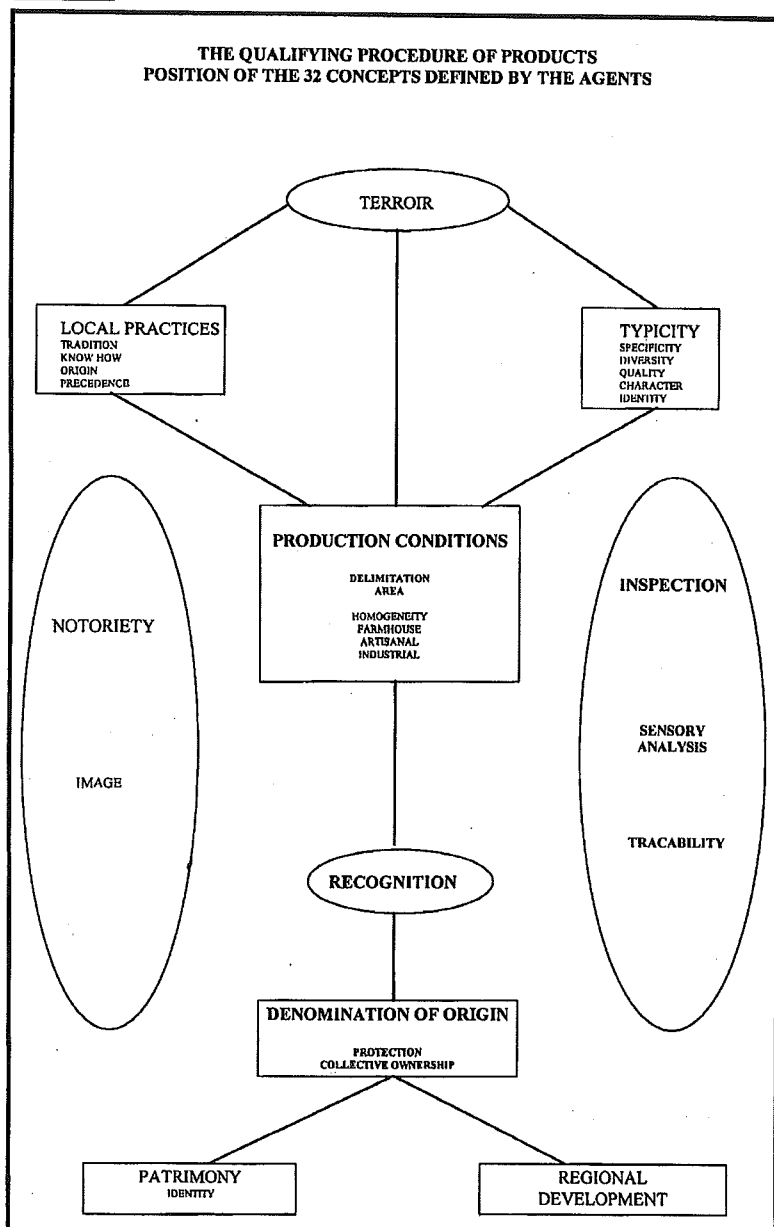 THE QUALIFYING PROCEDURE OF PRODUCTS
POSITION OF THE 32 CONCEPTS DEFINED BY THE AGENTS
TERROIR
LOCAL PRACTICES
TRADITION
KNOW HOW
ORIGIN
PRECEDENCE
TYPICITY
SPECIFICITY
DIVERSITY
QUALITY
CHARACTER
IDENTITY
PRODUCTION CONDITIONS
DELIMITATION
AREA
HOMOGENEITY
FARMHOUSE
ARTISANAL
INDUSTRIAL
NOTORIETY
IMAGE
INSPECTION
SENSORY
ANALYSIS
TRACABILITY
RECOGNITION
DENOMINATION OF ORIGIN
PROTECTION
COLLECTIVE OWNERSHIP
PATRIMONY
IDENTITY
REGIONAL
DEVELOPMENT